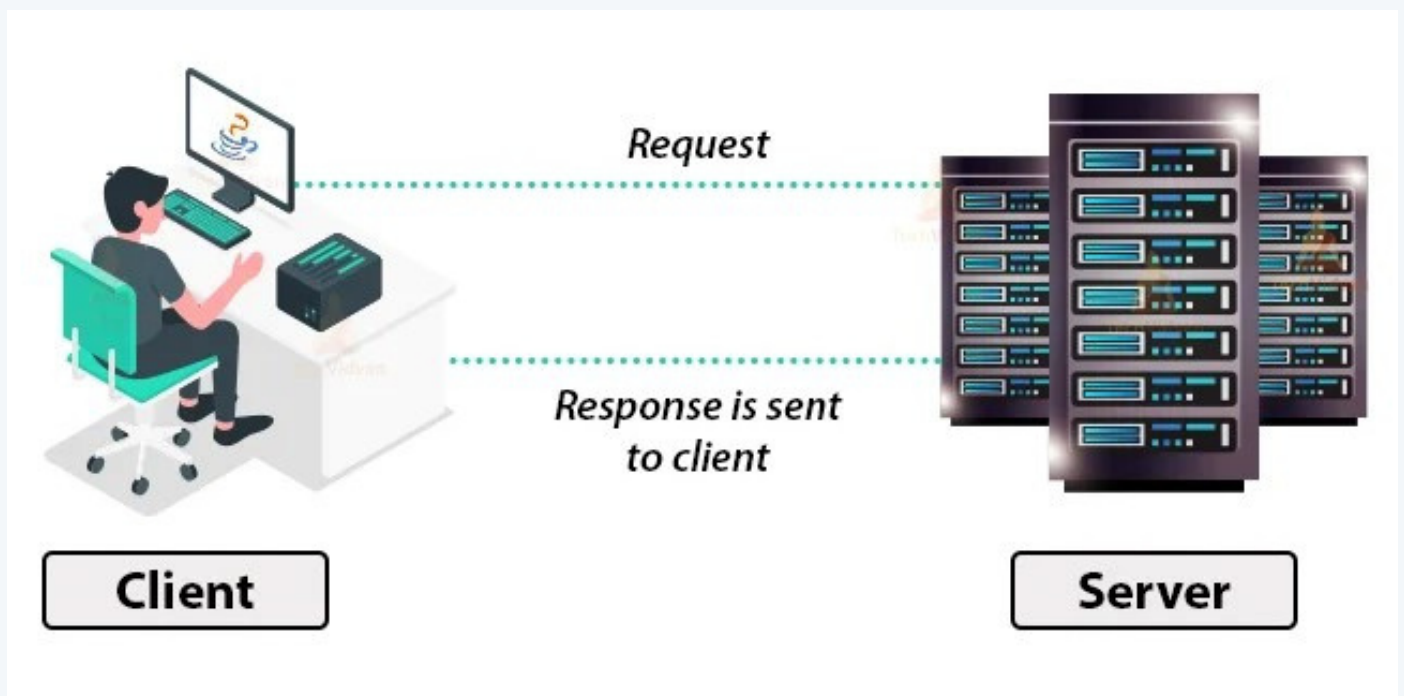 Request
Response is sent
to client
Client
Server